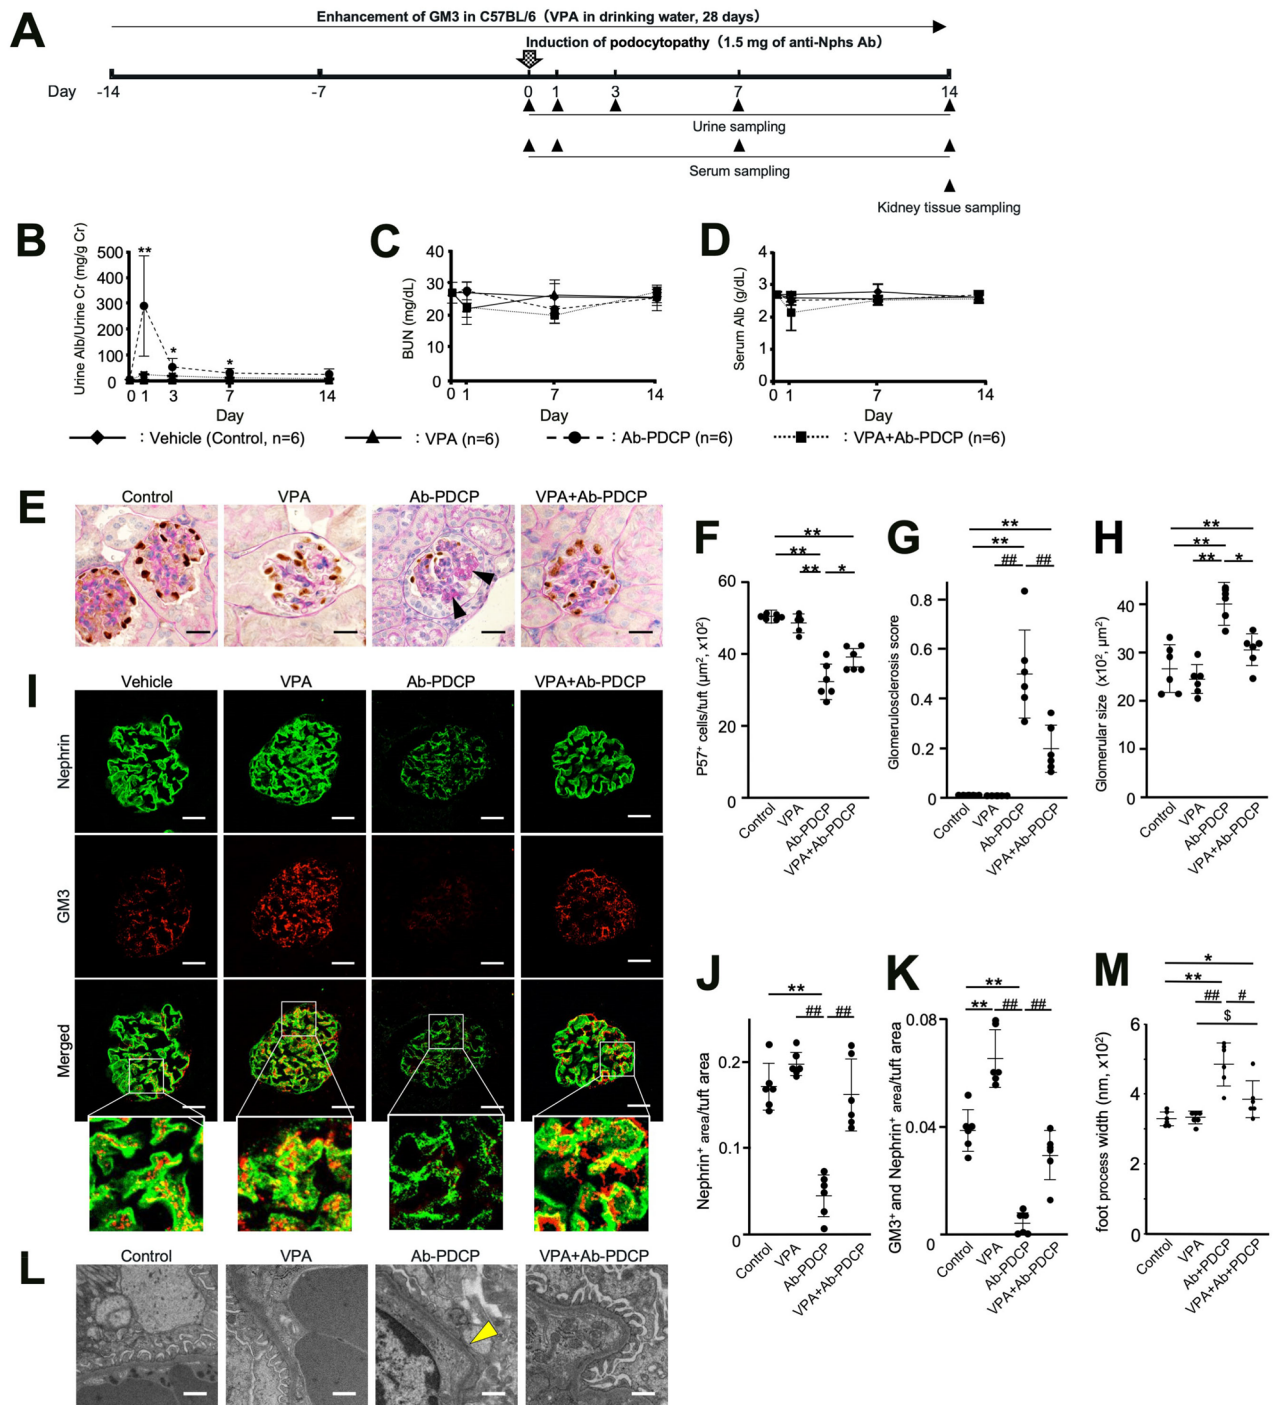 A
Enhancement of GM3 in C57BL/6 (VPA in drinking water, 28 days)
Induction of podocytopathy (1.5 mg of anti-Nphs Ab)
Day -14 -7 0 1 3 7 14
Urine sampling
Serum sampling
Kidney tissue sampling
B
Urine Alb/Urine Cr (mg/g Cr)
500
400
300
200
100
0
** * *
0 1 3 7 14
Day
C
BUN (mg/dL)
40
30
20
10
0
0 1 7 14
Day
D
Serum Alb (g/dL)
4
3
2
1
0
0 1 7 14
Day
: Vehicle (Control, n=6) : VPA (n=6) : Ab-PDCP (n=6) : VPA+Ab-PDCP (n=6)
E
Control VPA Ab-PDCP VPA+Ab-PDCP
F
**
**
** *
P57+ cells/tuft (μm², x10²)
60
40
20
0
Control VPA Ab-PDCP VPA+Ab-PDCP
G
**
**
## ##
Glomerulosclerosis score
0.8
0.6
0.4
0.2
0
Control VPA Ab-PDCP VPA+Ab-PDCP
H
**
**
** *
Glomerular size (x10², μm²)
40
30
20
10
0
Control VPA Ab-PDCP VPA+Ab-PDCP
I
Vehicle VPA Ab-PDCP VPA+Ab-PDCP
Nephrin
GM3
Merged
J
**
## ##
Nephrin+ area/tuft area
0.2
0.1
0
Control VPA Ab-PDCP VPA+Ab-PDCP
K
**
** ## ##
GM3+ and Nephrin+ area/tuft area
0.08
0.04
0
Control VPA Ab-PDCP VPA+Ab-PDCP
M
*
**
## #
$
foot process width (nm, x10²)
6
4
2
0
Control VPA Ab+PDCP VPA+Ab+PDCP
L
Control VPA Ab-PDCP VPA+Ab-PDCP